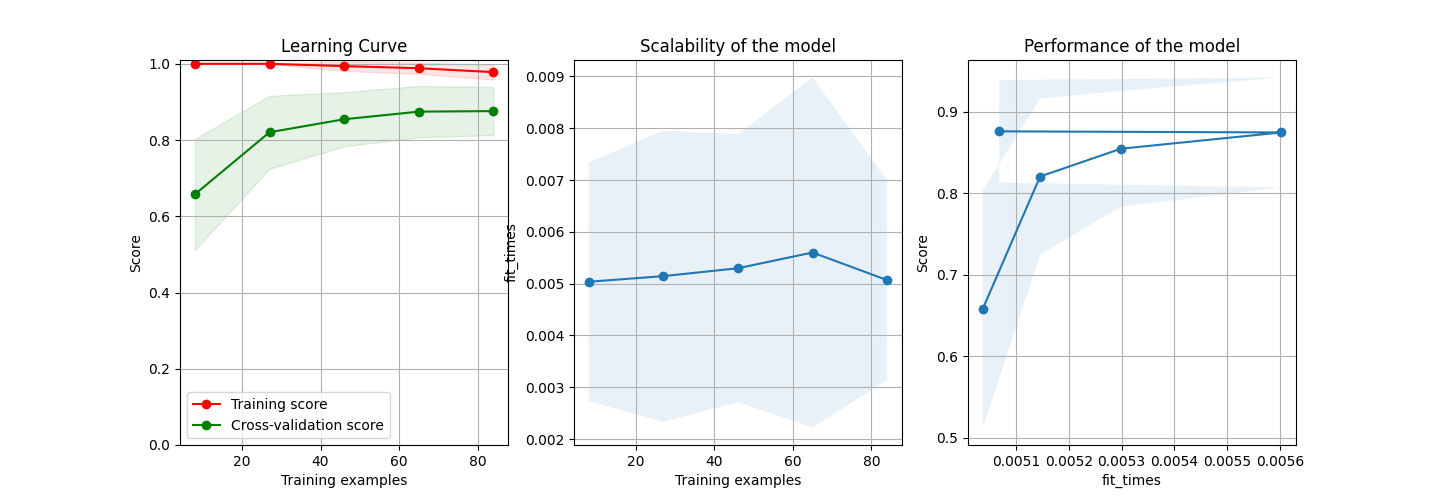 Learning Curve
1.0
0.8
0.6
0.4
0.2
0.0
Score
Training score
Cross-validation score
20 40 60 80
Training examples
Scalability of the model
0.009
0.008
0.007
0.006
0.005
0.004
0.003
0.002
fit_times
20 40 60 80
Training examples
Performance of the model
0.9
0.8
0.7
0.6
0.5
Score
0.0051 0.0052 0.0053 0.0054 0.0055 0.0056
fit_times